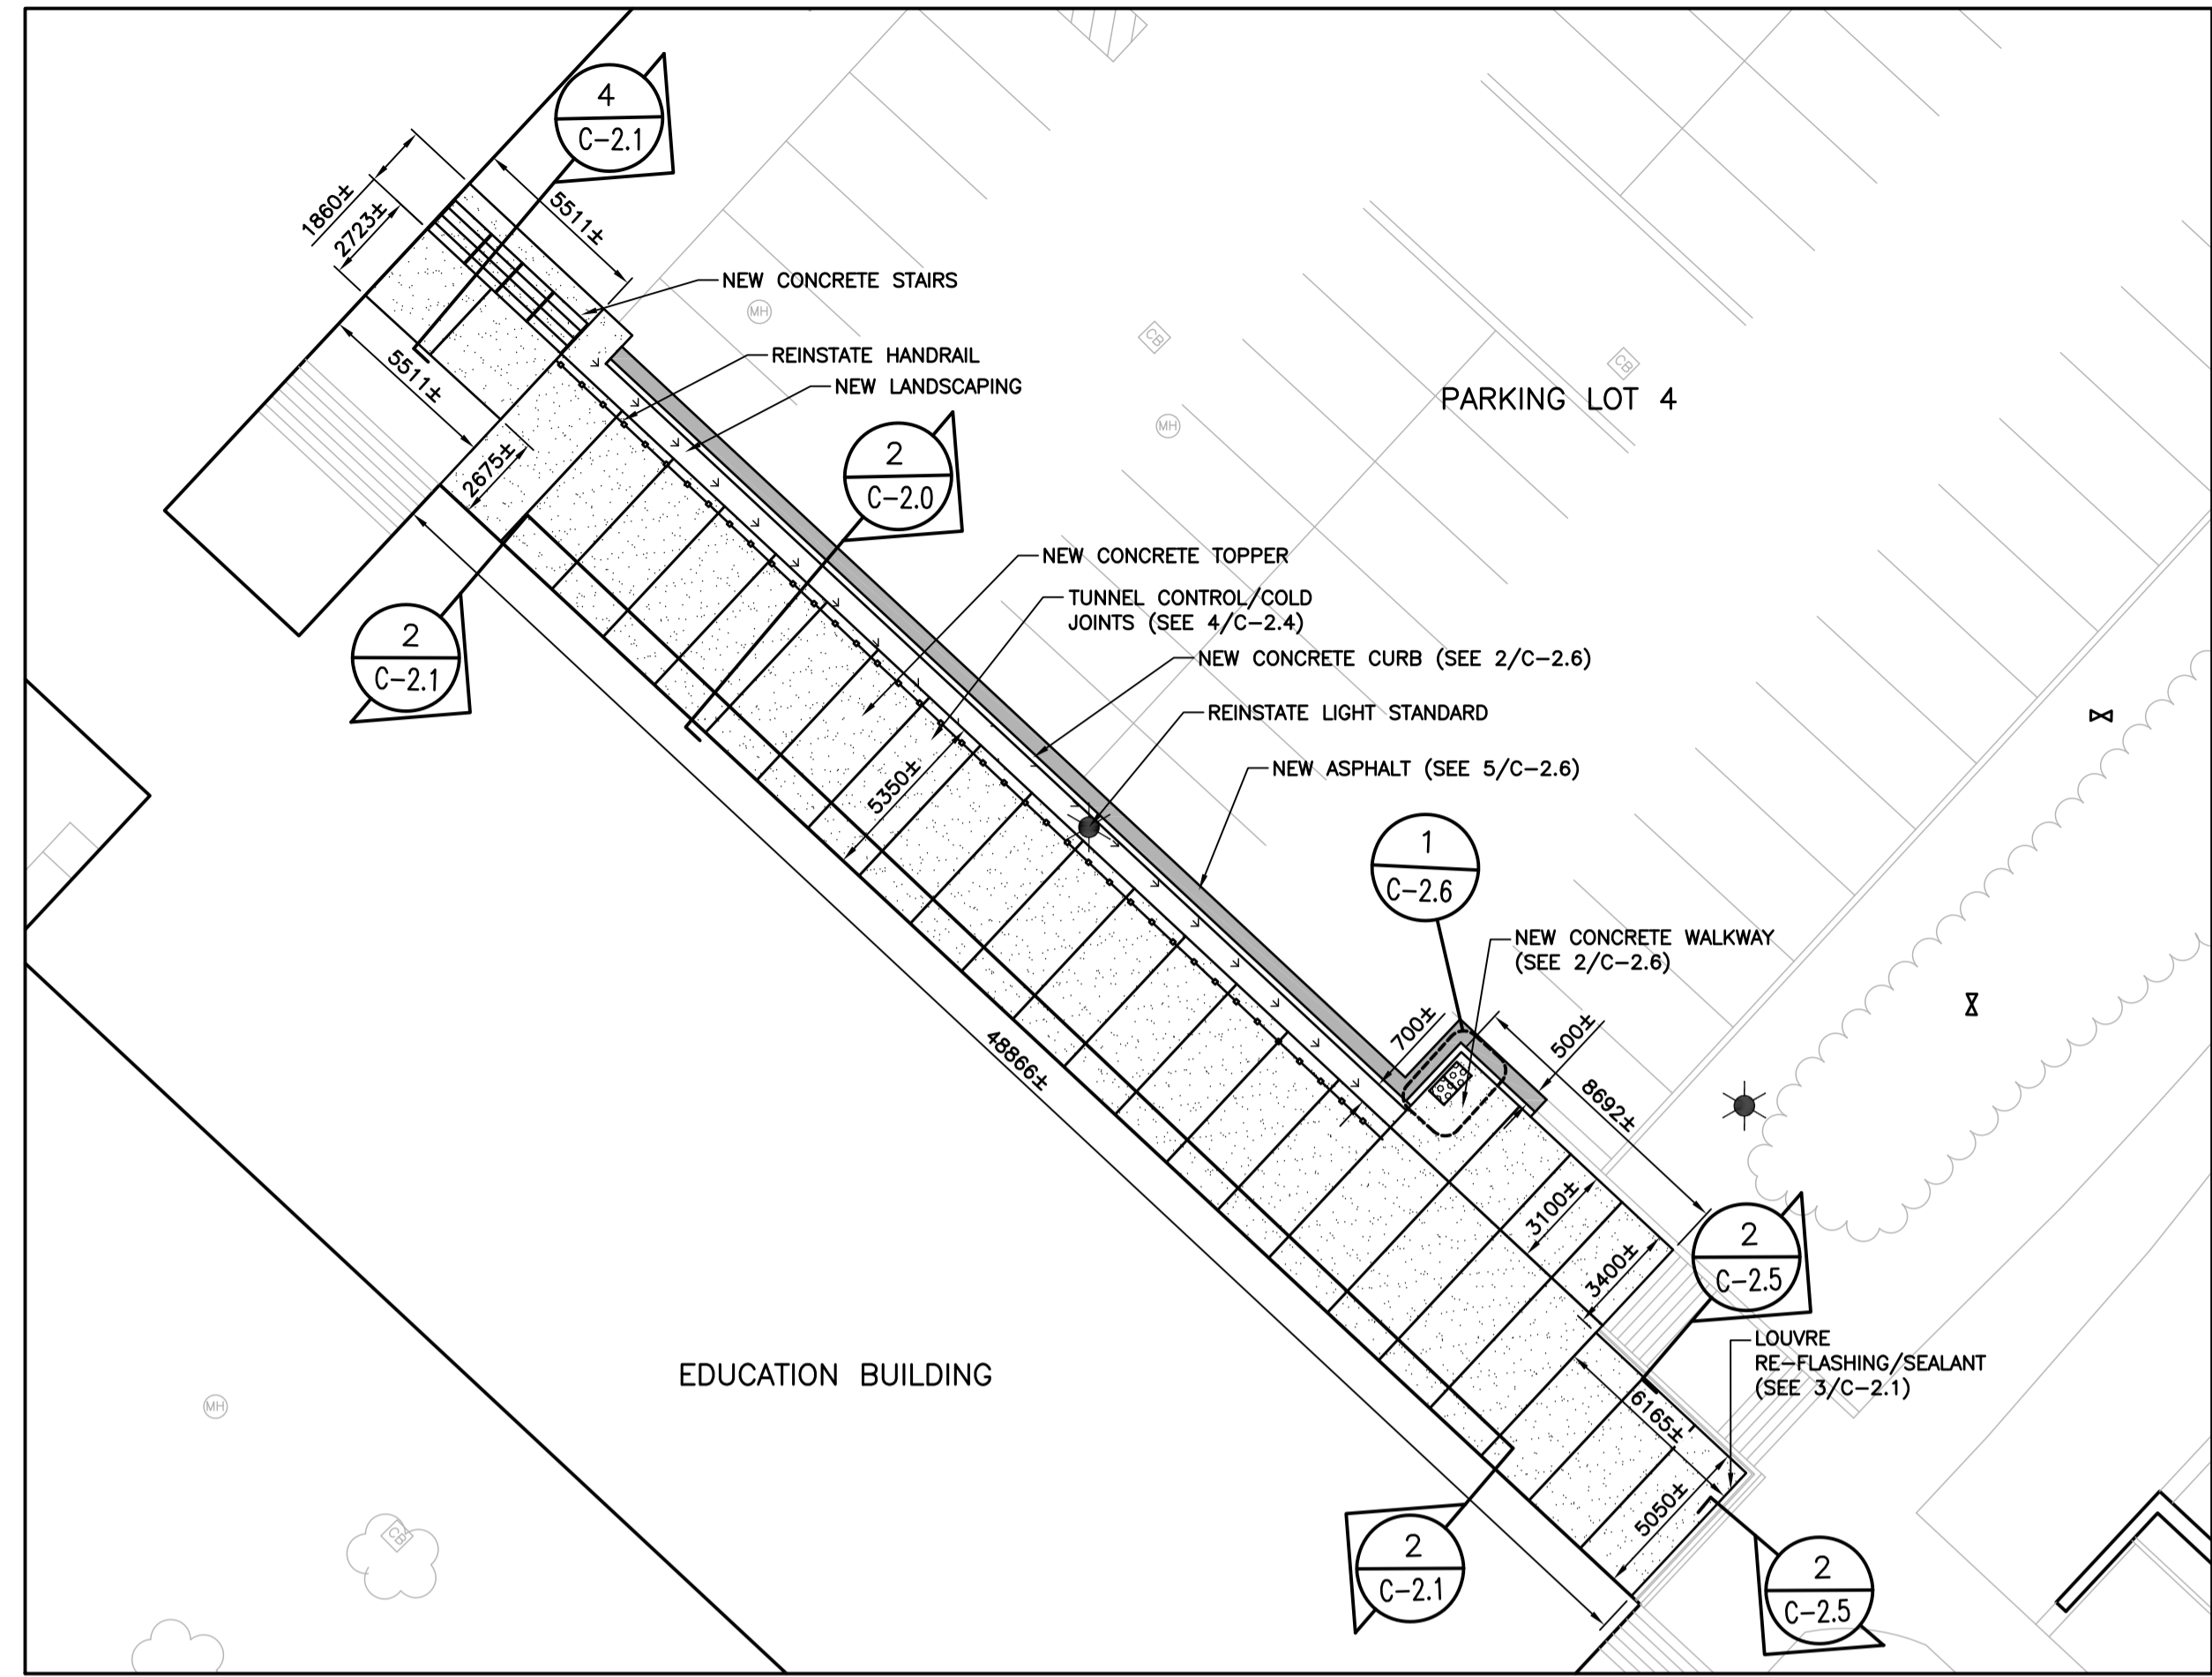 4
C-2.1
1860±
2723±
5511±
NEW CONCRETE STAIRS
MH
CB
CB
REINSTATE HANDRAIL
5511±
NEW LANDSCAPING
PARKING LOT 4
MH
2
C-2.0
2675±
NEW CONCRETE TOPPER
TUNNEL CONTROL/COLD
JOINTS (SEE 4/C-2.4)
2
C-2.1
NEW CONCRETE CURB (SEE 2/C-2.6)
REINSTATE LIGHT STANDARD
NEW ASPHALT (SEE 5/C-2.6)
5350±
1
C-2.6
NEW CONCRETE WALKWAY
(SEE 2/C-2.6)
700±
500±
48866±
8692±
3100±
3400±
2
C-2.5
LOUVRE
RE-FLASHING/SEALANT
(SEE 3/C-2.1)
EDUCATION BUILDING
6165±
MH
5050±
CB
2
C-2.1
2
C-2.5